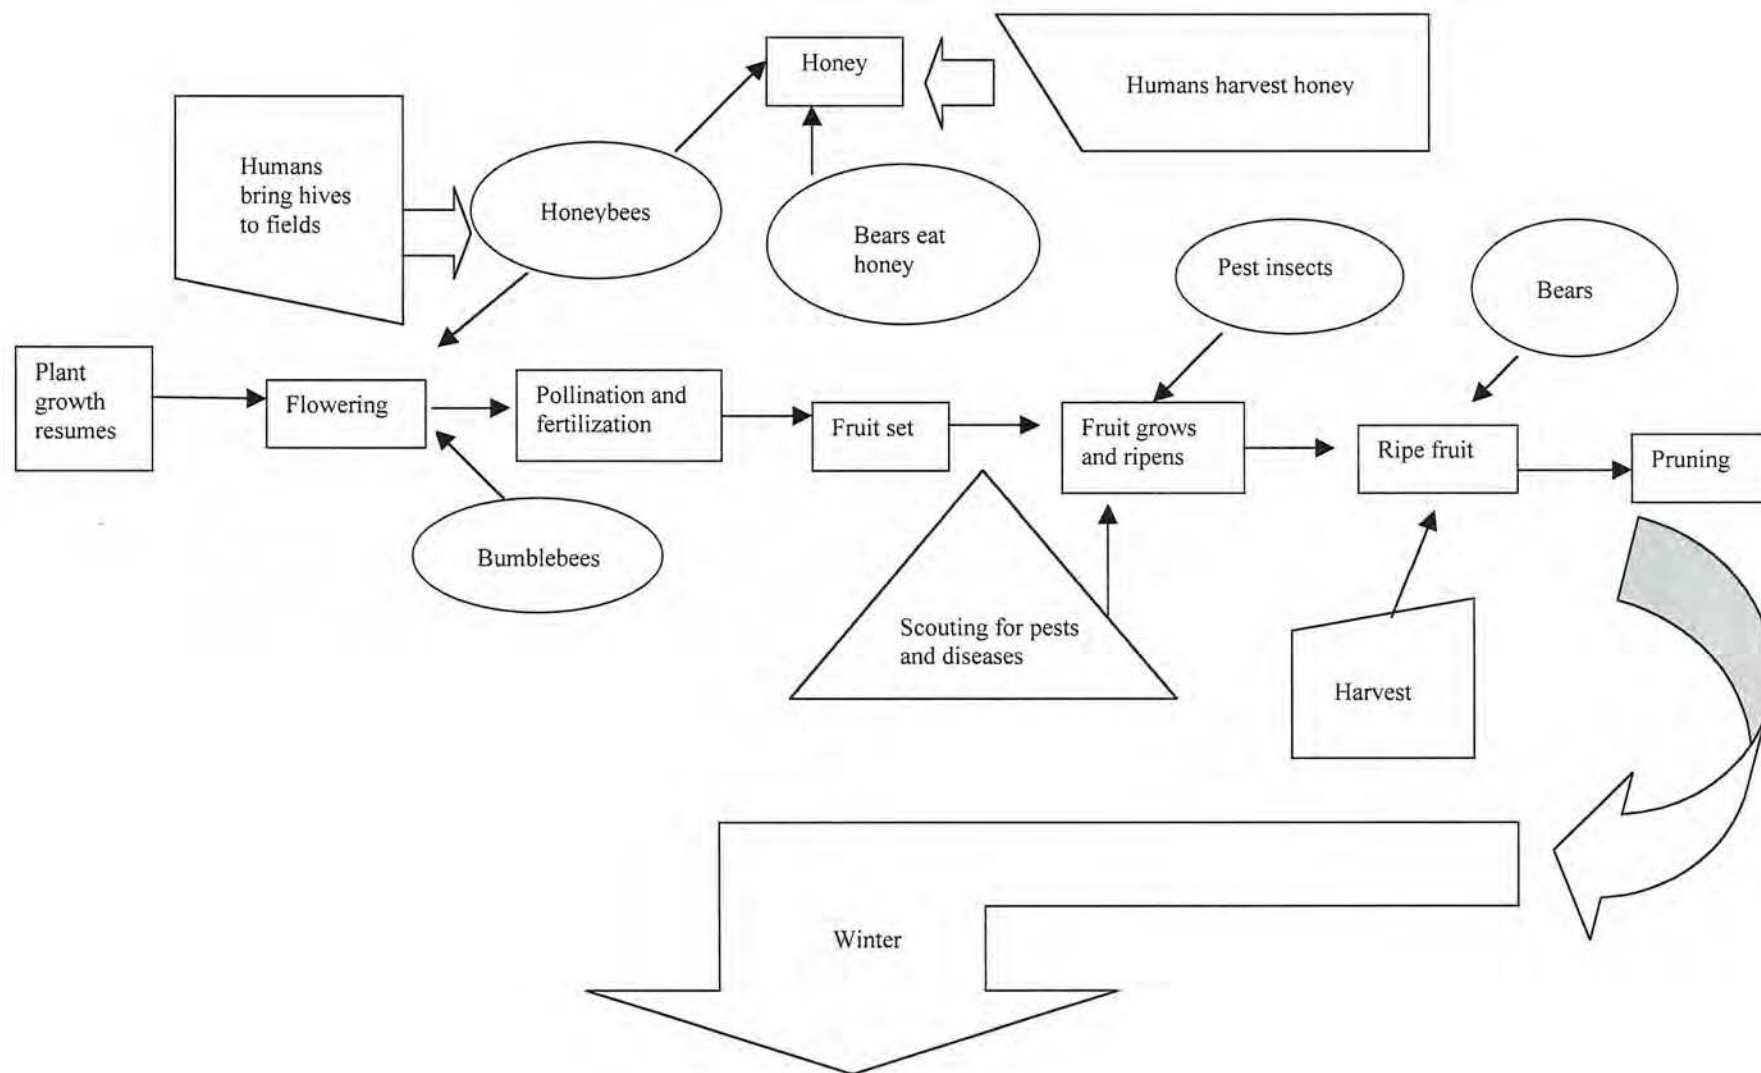 Honey
Humans harvest honey
Humans
bring hives
to fields
Honeybees
Bears eat
honey
Pest insects
Bears
Plant
growth
resumes
Flowering
Pollination and
fertilization
Fruit set
Fruit grows
and ripens
Ripe fruit
Pruning
Bumblebees
Scouting for pests
and diseases
Harvest
Winter